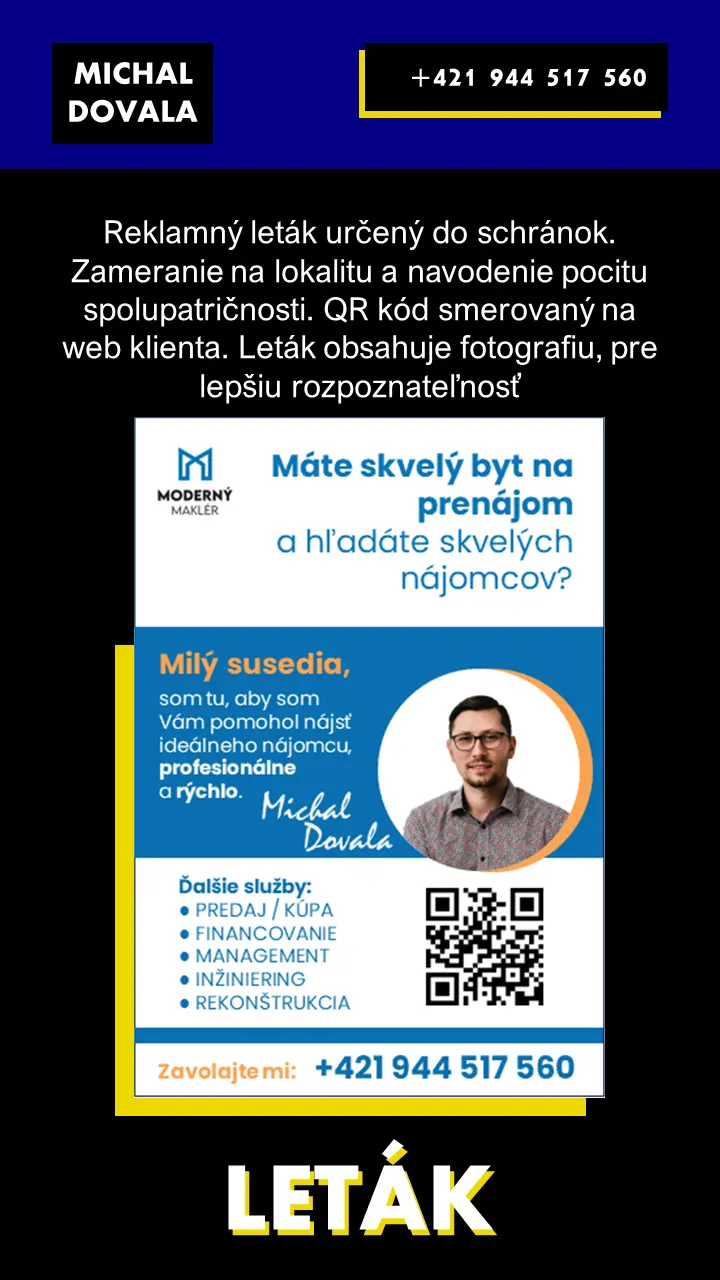 MICHAL
DOVALA
+421 944 517 560
Reklamný leták určený do schránok.
Zameranie na lokalitu a navodenie pocitu
spolupatričnosti. QR kód smerovaný na
web klienta. Leták obsahuje fotografiu, pre
lepšiu rozpoznateľnosť
MODERNÝ
MAKLÉR
Máte skvelý byt na
prenájom
a hľadáte skvelých
nájomcov?
Milý susedia,
som tu, aby som
Vám pomohol nájsť
ideálneho nájomcu,
profesionálne
a rýchlo.
Michal
Dovala
Ďalšie služby:
● PREDAJ / KÚPA
● FINANCOVANIE
● MANAGEMENT
● INŽINIERING
● REKONŠTRUKCIA
Zavolajte mi: +421 944 517 560
LETÁK